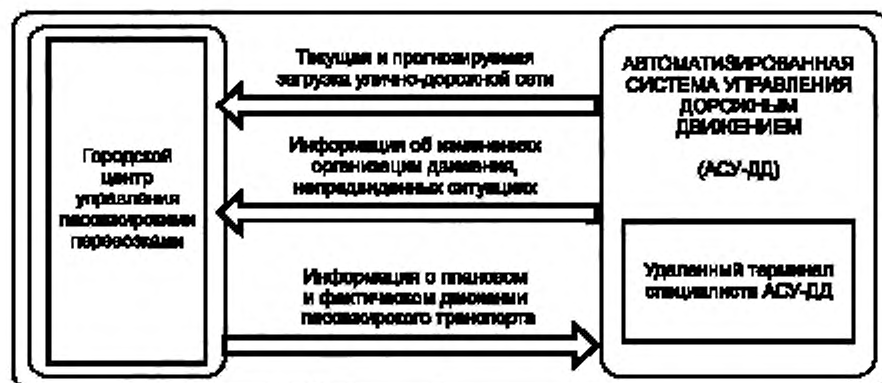 Городской
центр
управления
пассажирскими
перевозками
Текущая и прогнозируемая
загрузка улично-дорожной сети
Информация об изменениях
организации движения,
непредвиденных ситуациях
Информация о плановом
и фактическом движении
пассажирского транспорта
АВТОМАТИЗИРОВАННАЯ
СИСТЕМА УПРАВЛЕНИЯ
ДОРОЖНЫМ
ДВИЖЕНИЕМ
(АСУ-ДД)
Удаленный терминал
специалиста АСУ-ДД